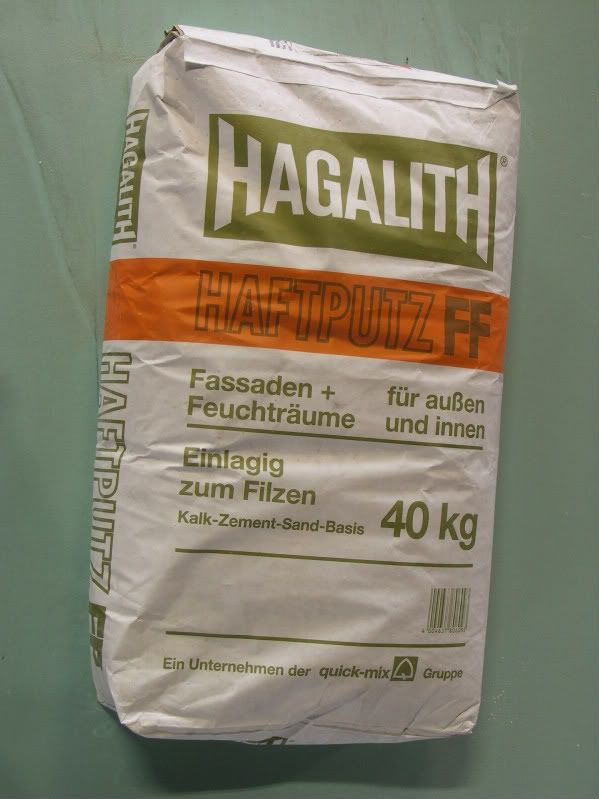 HAGALITH®
HAFTPUTZ FF
Fassaden + für außen
Feuchträume und innen
Einlagig
zum Filzen
Kalk-Zement-Sand-Basis 40 kg
Ein Unternehmen der quick-mix Gruppe
HAGALITH®
HAFTPUTZ FF